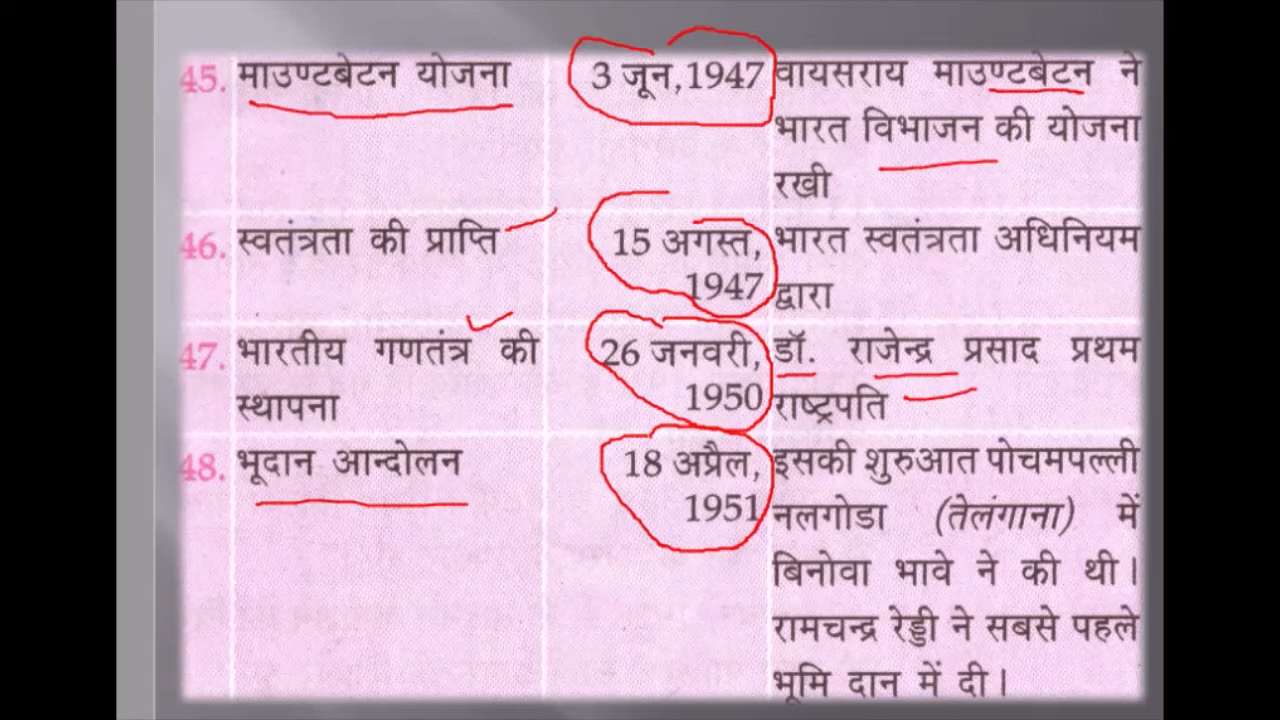 45. माउण्टबेटन योजना 3 जून, 1947 वायसराय माउण्टबेटन ने
भारत विभाजन की योजना
रखी
46. स्वतंत्रता की प्राप्ति 15 अगस्त, भारत स्वतंत्रता अधिनियम
1947 द्वारा
47. भारतीय गणतंत्र की 26 जनवरी, डॉ. राजेन्द्र प्रसाद प्रथम
स्थापना 1950 राष्ट्रपति
48. भूदान आन्दोलन 18 अप्रैल, इसकी शुरुआत पोचमपल्ली
1951 नलगोडा (तेलंगाना) में
बिनोवा भावे ने की थी।
रामचन्द्र रेड्डी ने सबसे पहले
भूमि दान में दी।